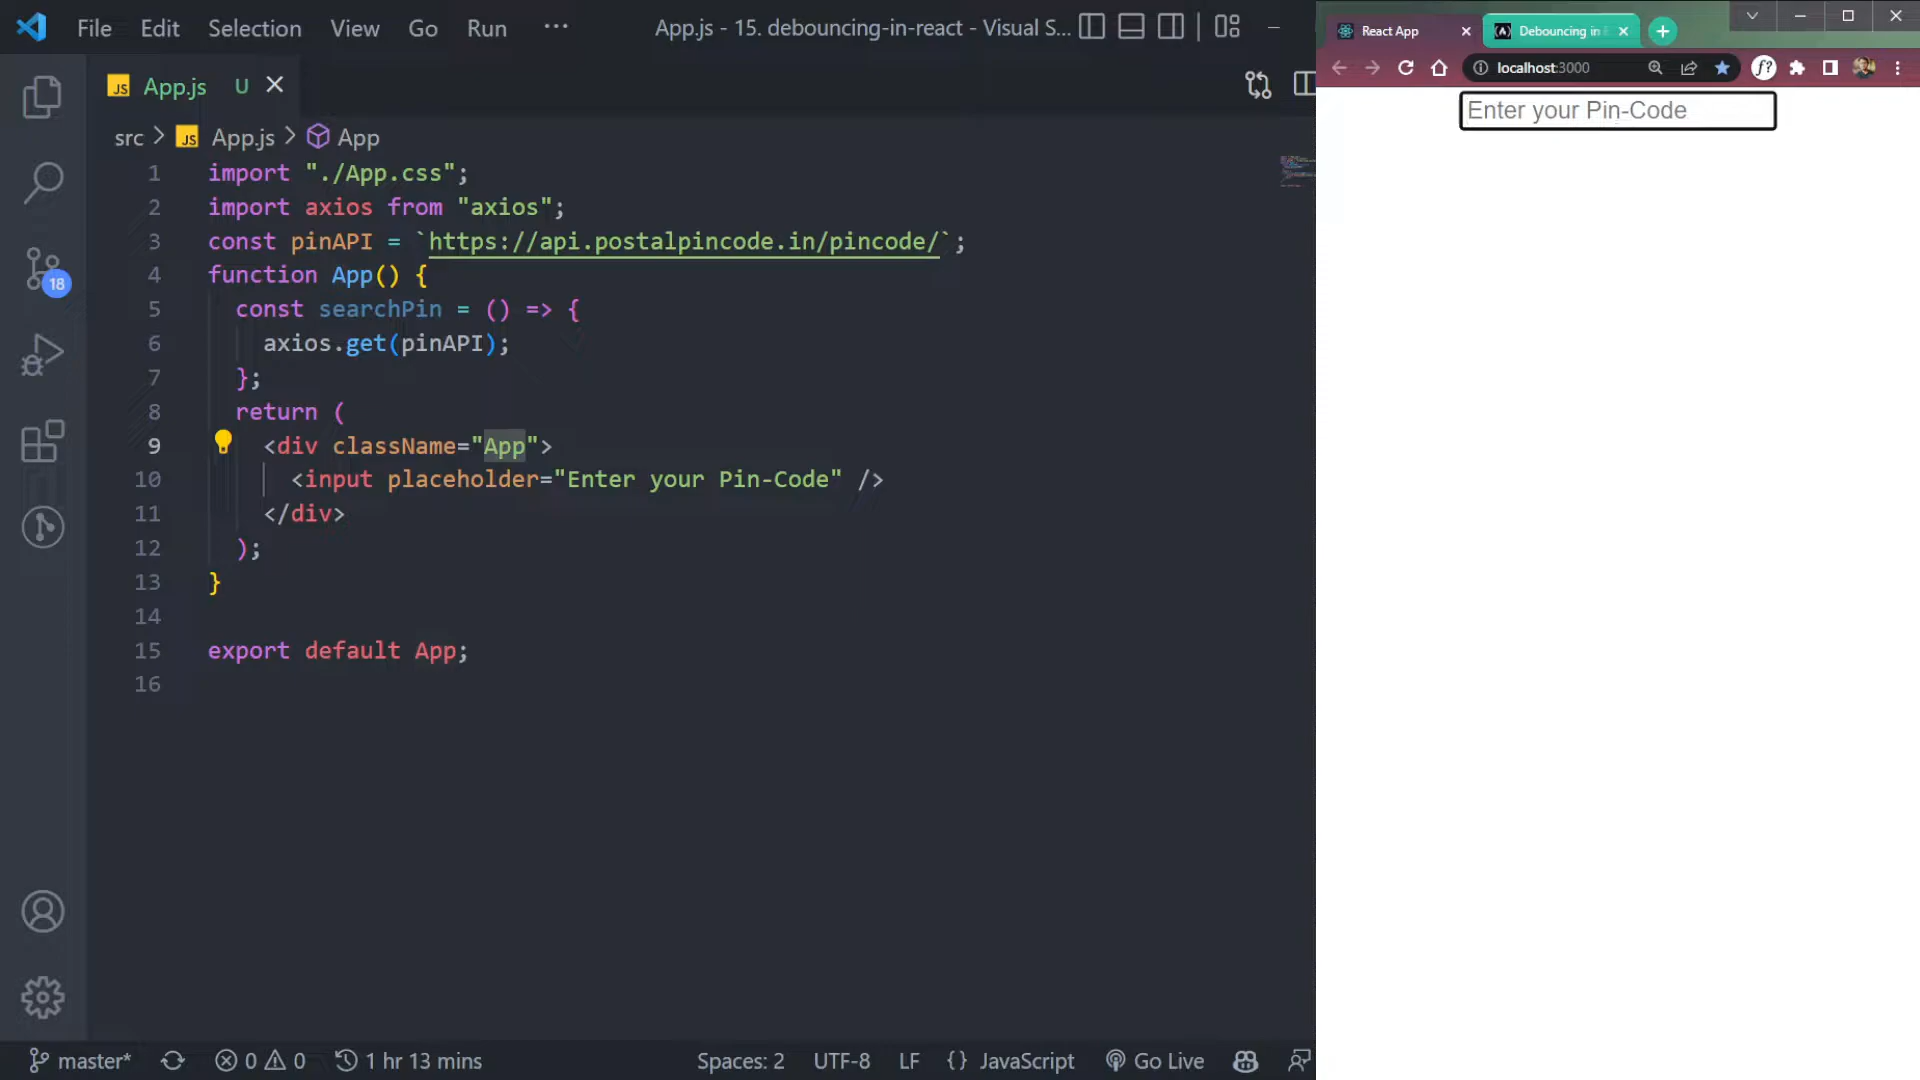 File Edit Selection View Go Run ··· App.js - 15. debouncing-in-react - Visual S...
JS App.js U
src > JS App.js > App
1 import "./App.css";
2 import axios from "axios";
3 const pinAPI = `https://api.postalpincode.in/pincode/`;
4 function App() {
5 const searchPin = () => {
6 axios.get(pinAPI);
7 };
8 return (
9 <div className="App">
10 <input placeholder="Enter your Pin-Code" />
11 </div>
12 );
13 }
14
15 export default App;
16
18
master* 0 0 1 hr 13 mins Spaces: 2 UTF-8 LF {} JavaScript Go Live
React App Debouncing in
localhost:3000 f?
Enter your Pin-Code